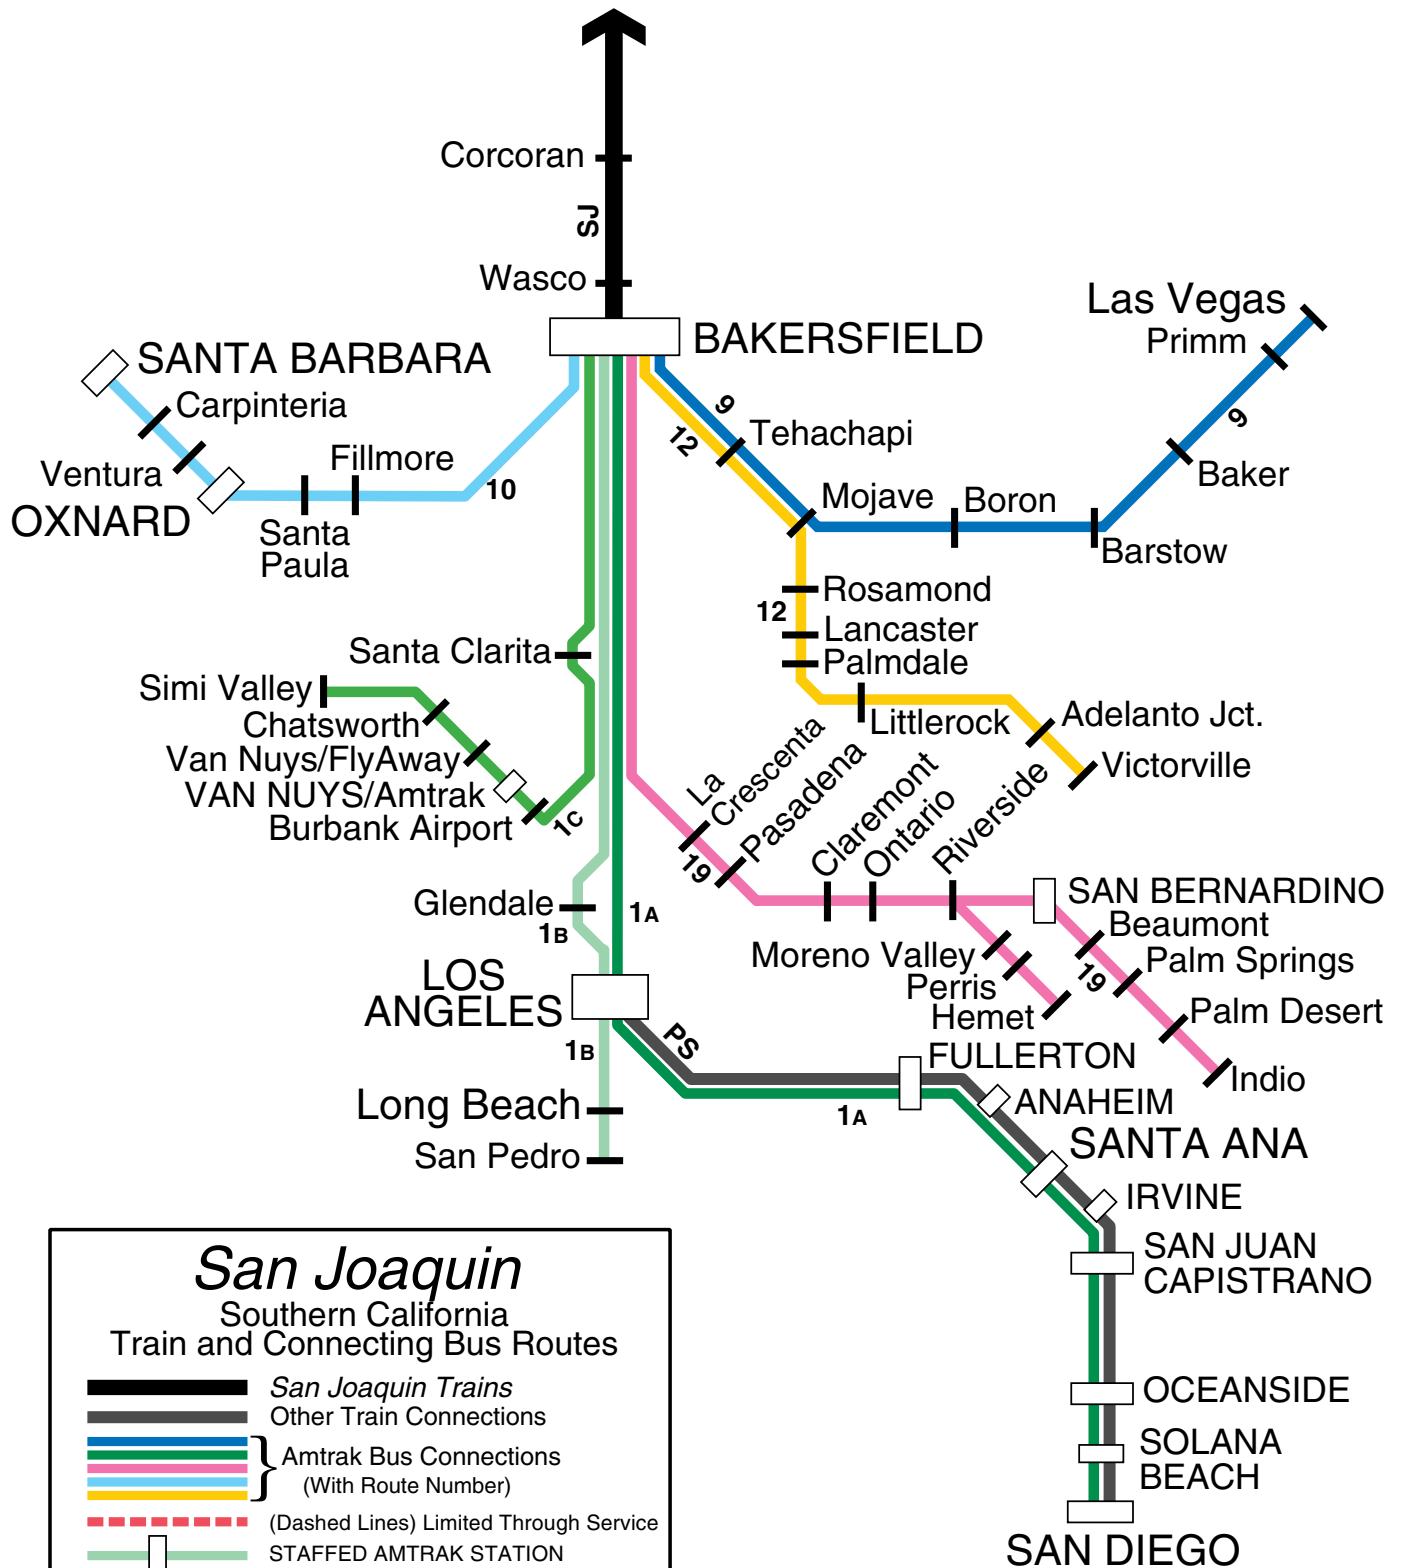 Corcoran
SJ
Wasco
BAKERSFIELD
Las Vegas
Primm
9
Baker
SANTA BARBARA
Carpinteria
Ventura
OXNARD
Fillmore
Santa
Paula
10
9
12
Tehachapi
Mojave
Boron
Barstow
Rosamond
12
Lancaster
Palmdale
Littlerock
Adelanto Jct.
Victorville
Santa Clarita
Simi Valley
Chatsworth
Van Nuys/FlyAway
VAN NUYS/Amtrak
Burbank Airport
1C
La
Crescenta
Pasadena
19
Claremont
Ontario
Riverside
SAN BERNARDINO
Beaumont
Palm Springs
19
Palm Desert
Indio
Moreno Valley
Perris
Hemet
Glendale
1B
1A
LOS
ANGELES
1B
PS
Long Beach
San Pedro
1A
FULLERTON
ANAHEIM
SANTA ANA
IRVINE
SAN JUAN
CAPISTRANO
OCEANSIDE
SOLANA
BEACH
SAN DIEGO
San Joaquin
Southern California
Train and Connecting Bus Routes
San Joaquin Trains
Other Train Connections
Amtrak Bus Connections
(With Route Number)
(Dashed Lines) Limited Through Service
STAFFED AMTRAK STATION